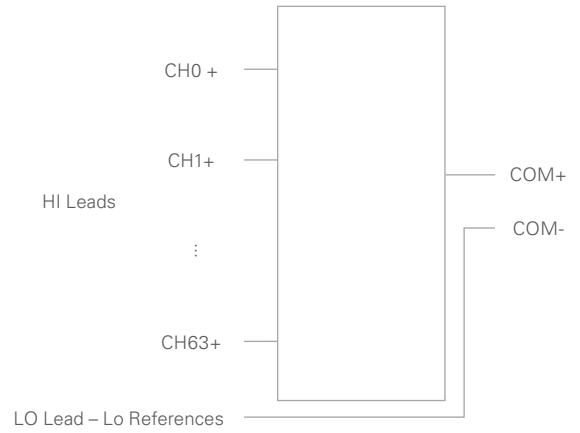 CH0 +
CH1+
COM+
HI Leads
COM-
⋮
CH63+
LO Lead – Lo References